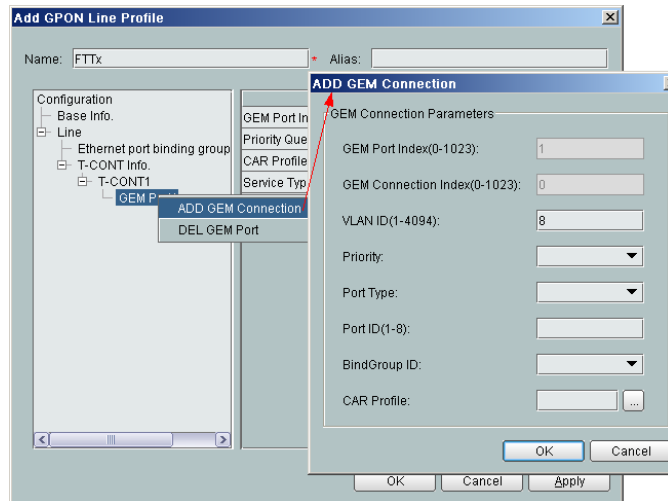 Add GPON Line Profile
Name: FTTx * Alias:
Configuration
Base Info.
Line
Ethernet port binding group
T-CONT Info.
T-CONT1
GEM
ADD GEM Connection
DEL GEM Port
GEM Port In
Priority Que
CAR Profile
Service Typ
OK Cancel Apply
ADD GEM Connection
GEM Connection Parameters
GEM Port Index(0-1023): 1
GEM Connection Index(0-1023): 0
VLAN ID(1-4094): 8
Priority:
Port Type:
Port ID(1-8):
BindGroup ID:
CAR Profile: ...
OK Cancel